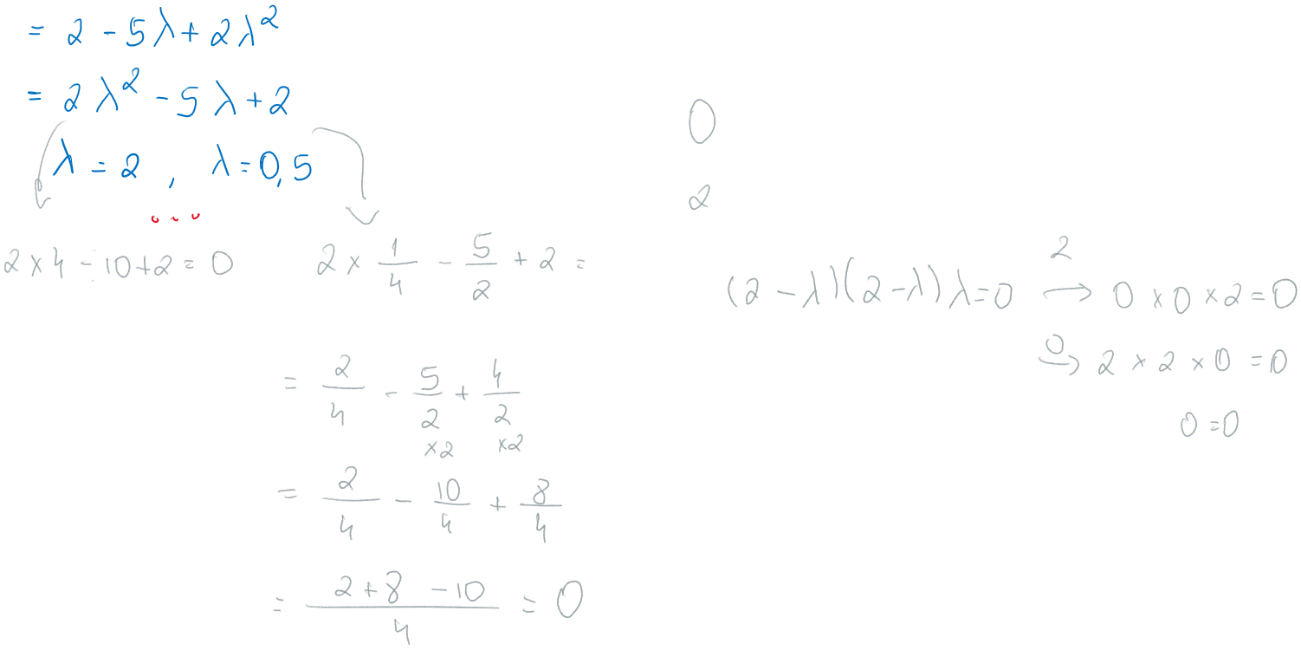 = 2 - 5λ + 2λ²
= 2λ² - 5λ + 2
λ = 2 , λ = 0,5
...
2 × 4 - 10 + 2 = 0
2 × 1/4 - 5/2 + 2 =
= 2/4 - 5/2 + 4/2
×2 ×2
= 2/4 - 10/4 + 8/4
= (2 + 8 - 10)/4 = 0
0
2
(2 - λ)(2 - λ)λ = 0 →
2
0 × 0 × 2 = 0
0
→ 2 × 2 × 0 = 0
0 = 0